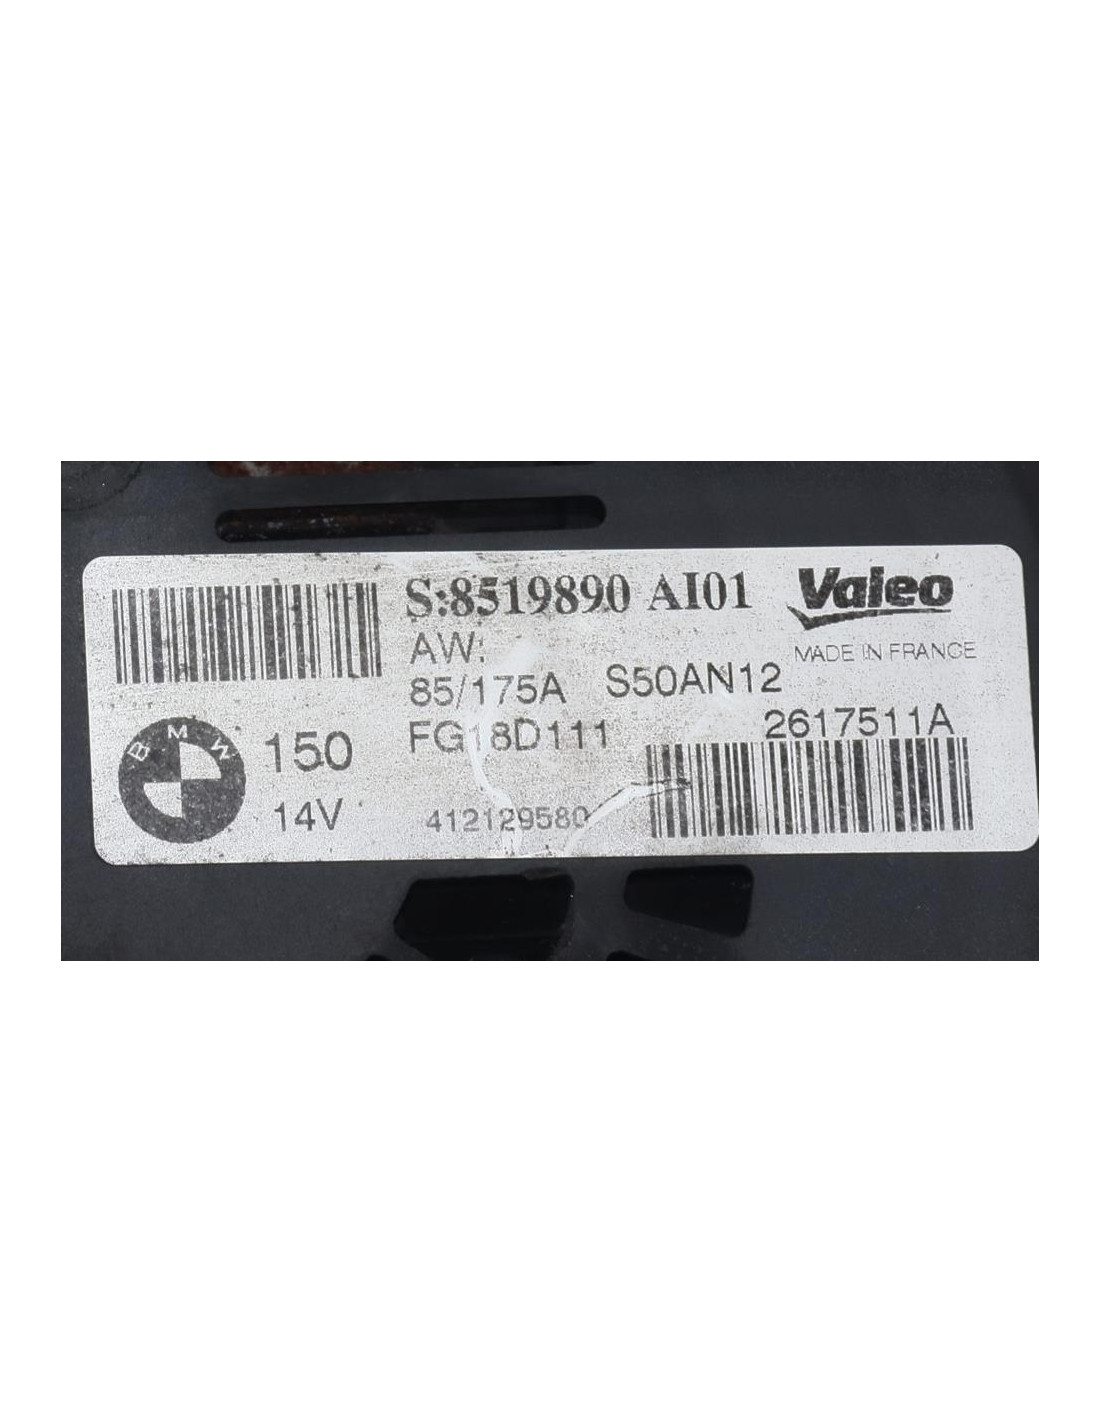 S:8519890 AI01
Valeo
MADE IN FRANCE
AW:
85/175A S50AN12
FG18D111
2617511A
BMW
150
14V
412129580